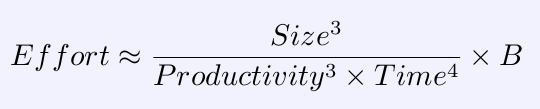 Effort ≈ Size³ / Productivity³ × Time⁴ × B